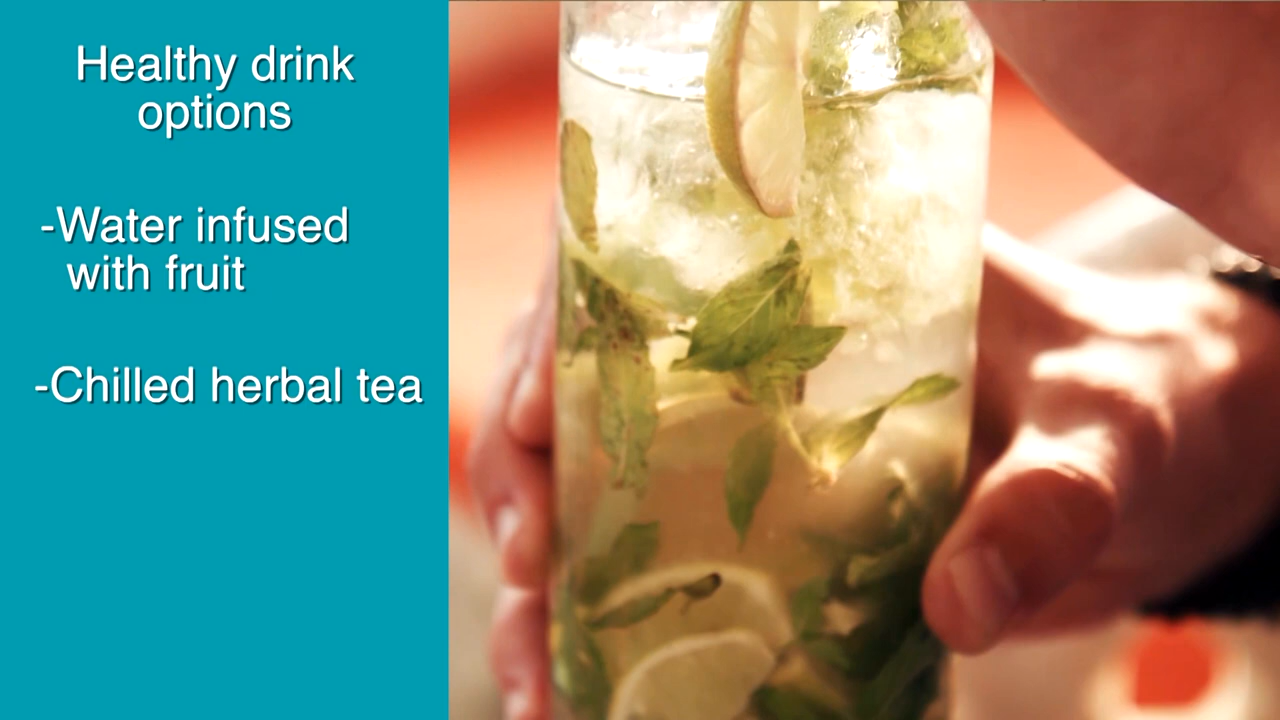 Healthy drink
options
-Water infused
with fruit
-Chilled herbal tea